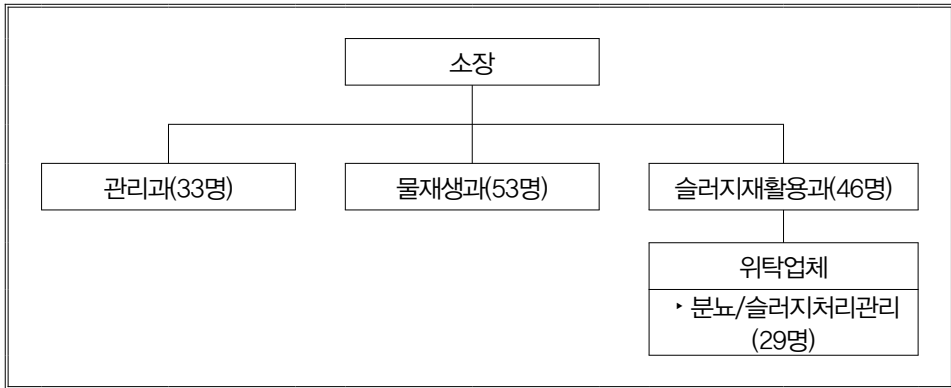 소장
관리과(33명)
물재생과(53명)
슬러지재활용과(46명)
위탁업체
‣ 분뇨/슬러지처리관리
(29명)